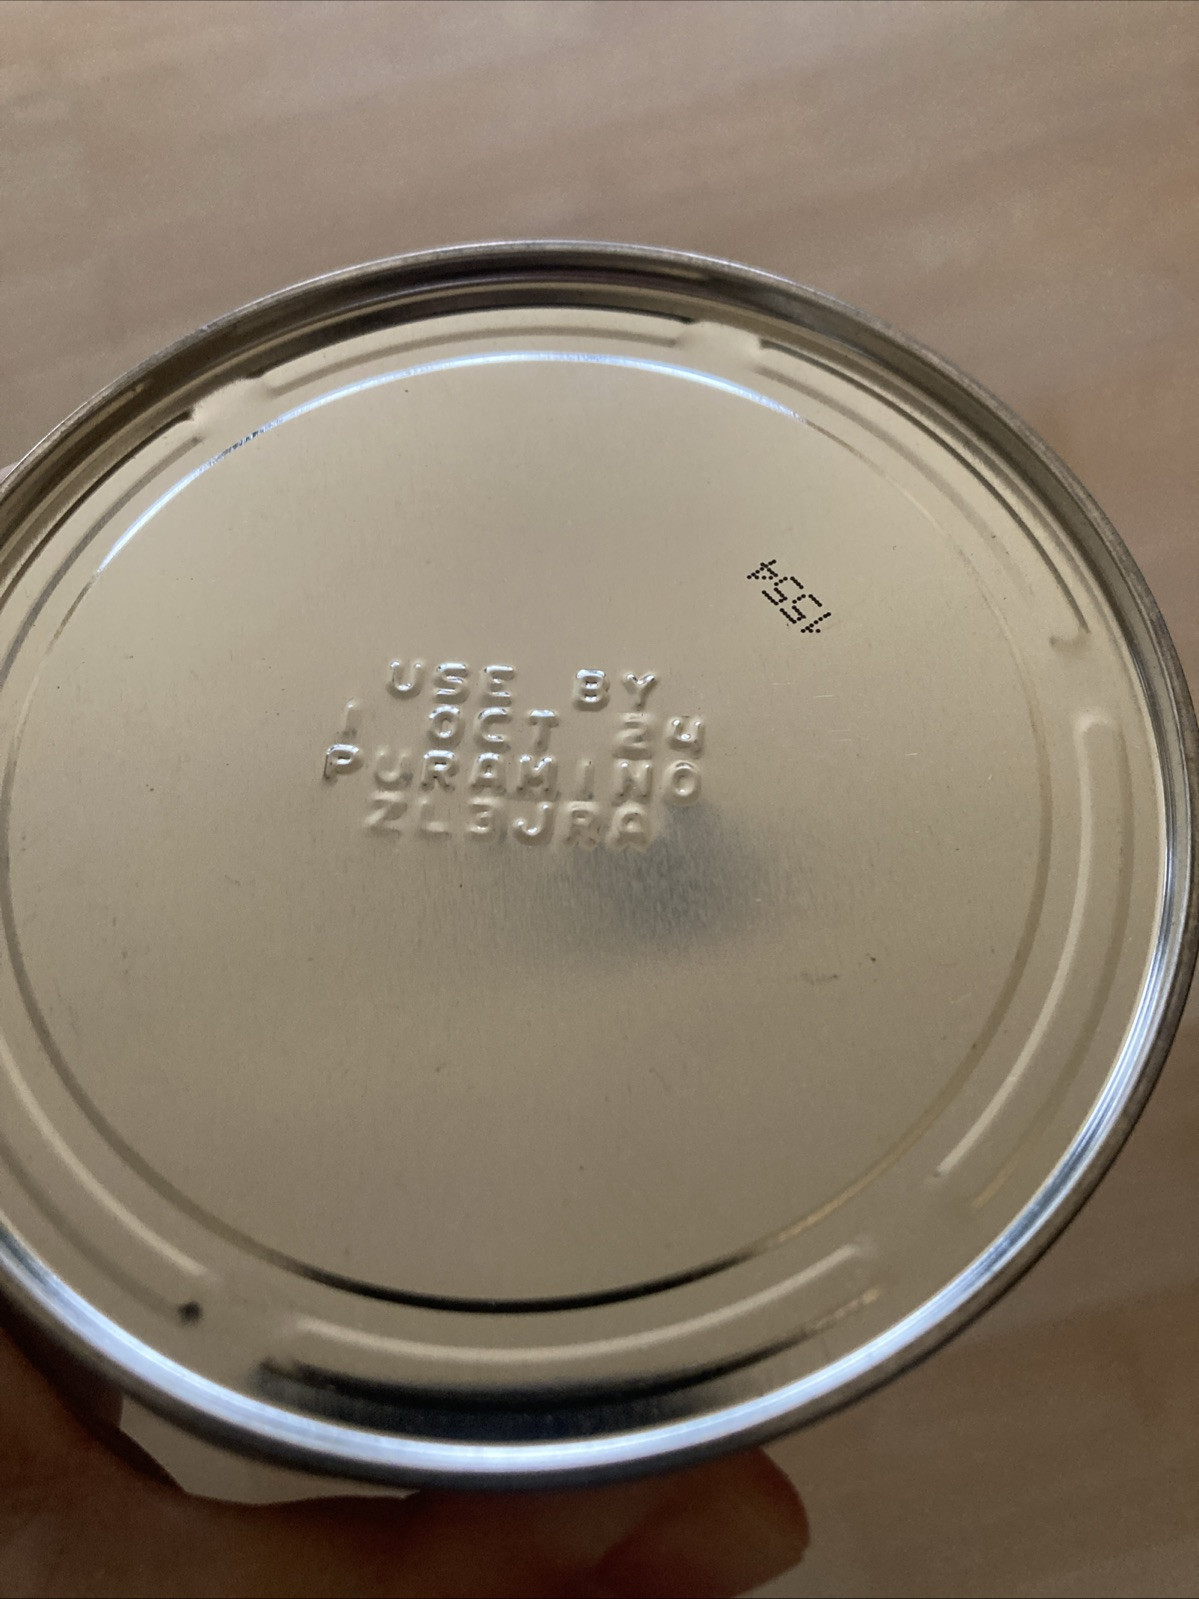 1554
USE BY
1 OCT 24
PURAMINO
ZL3JRA